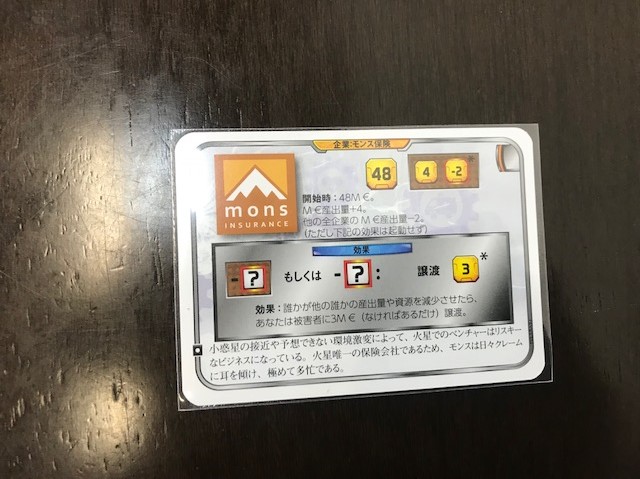 企業:モンス保険
mons
INSURANCE
48
4
-2*
開始時：48M€。
M€産出量+4。
他の全企業のM€産出量−2。
(ただし下記の効果は起動せず)
効果
-? もしくは -?: 譲渡 3*
効果：誰かが他の誰かの産出量や資源を減少させたら、
あなたは被害者に3M€（なければあるだけ）譲渡。
小惑星の接近や予想できない環境激変によって、火星でのベンチャーはリスキー
なビジネスになっている。火星唯一の保険会社であるため、モンスは日々クレーム
に耳を傾け、極めて多忙である。